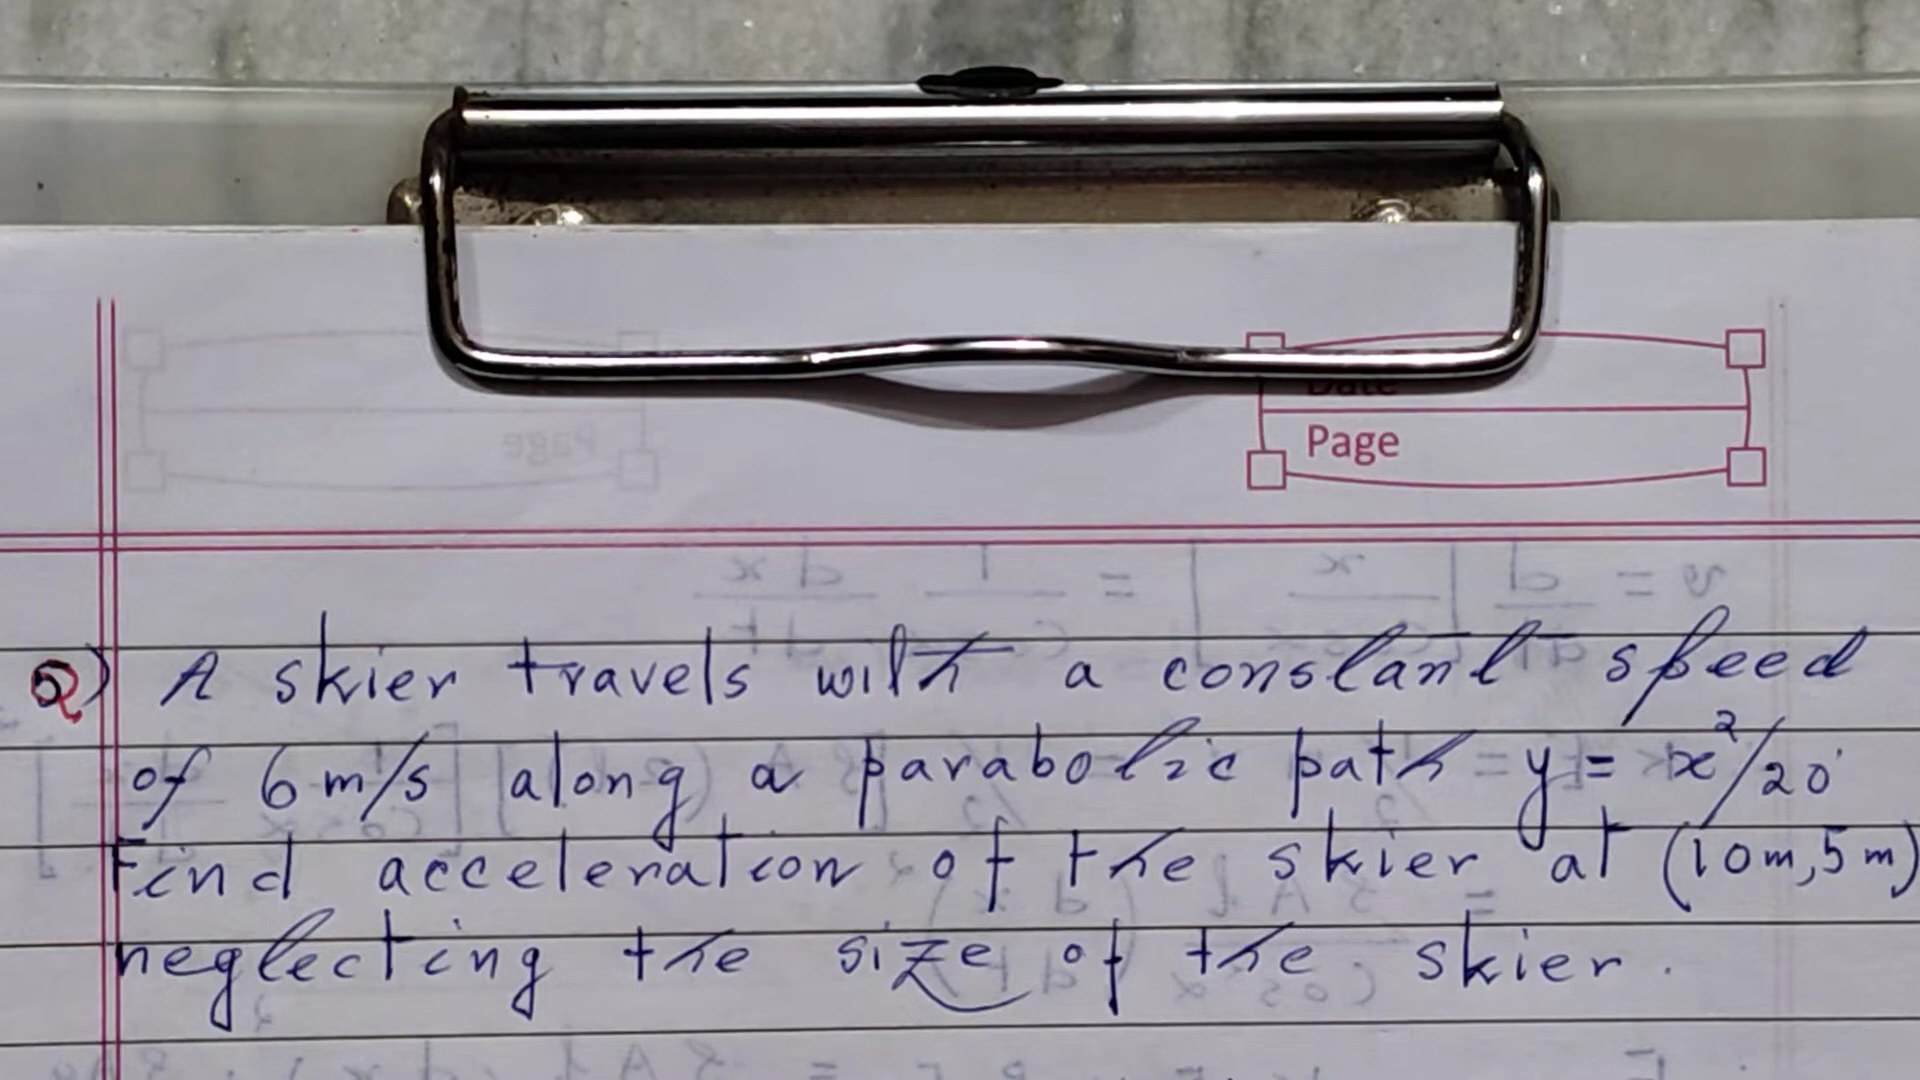 Date
Page
Q) A skier travels with a constant speed
of 6 m/s along a parabolic path y = x²/20
Find acceleration of the skier at (10m, 5m)
neglecting the size of the skier.